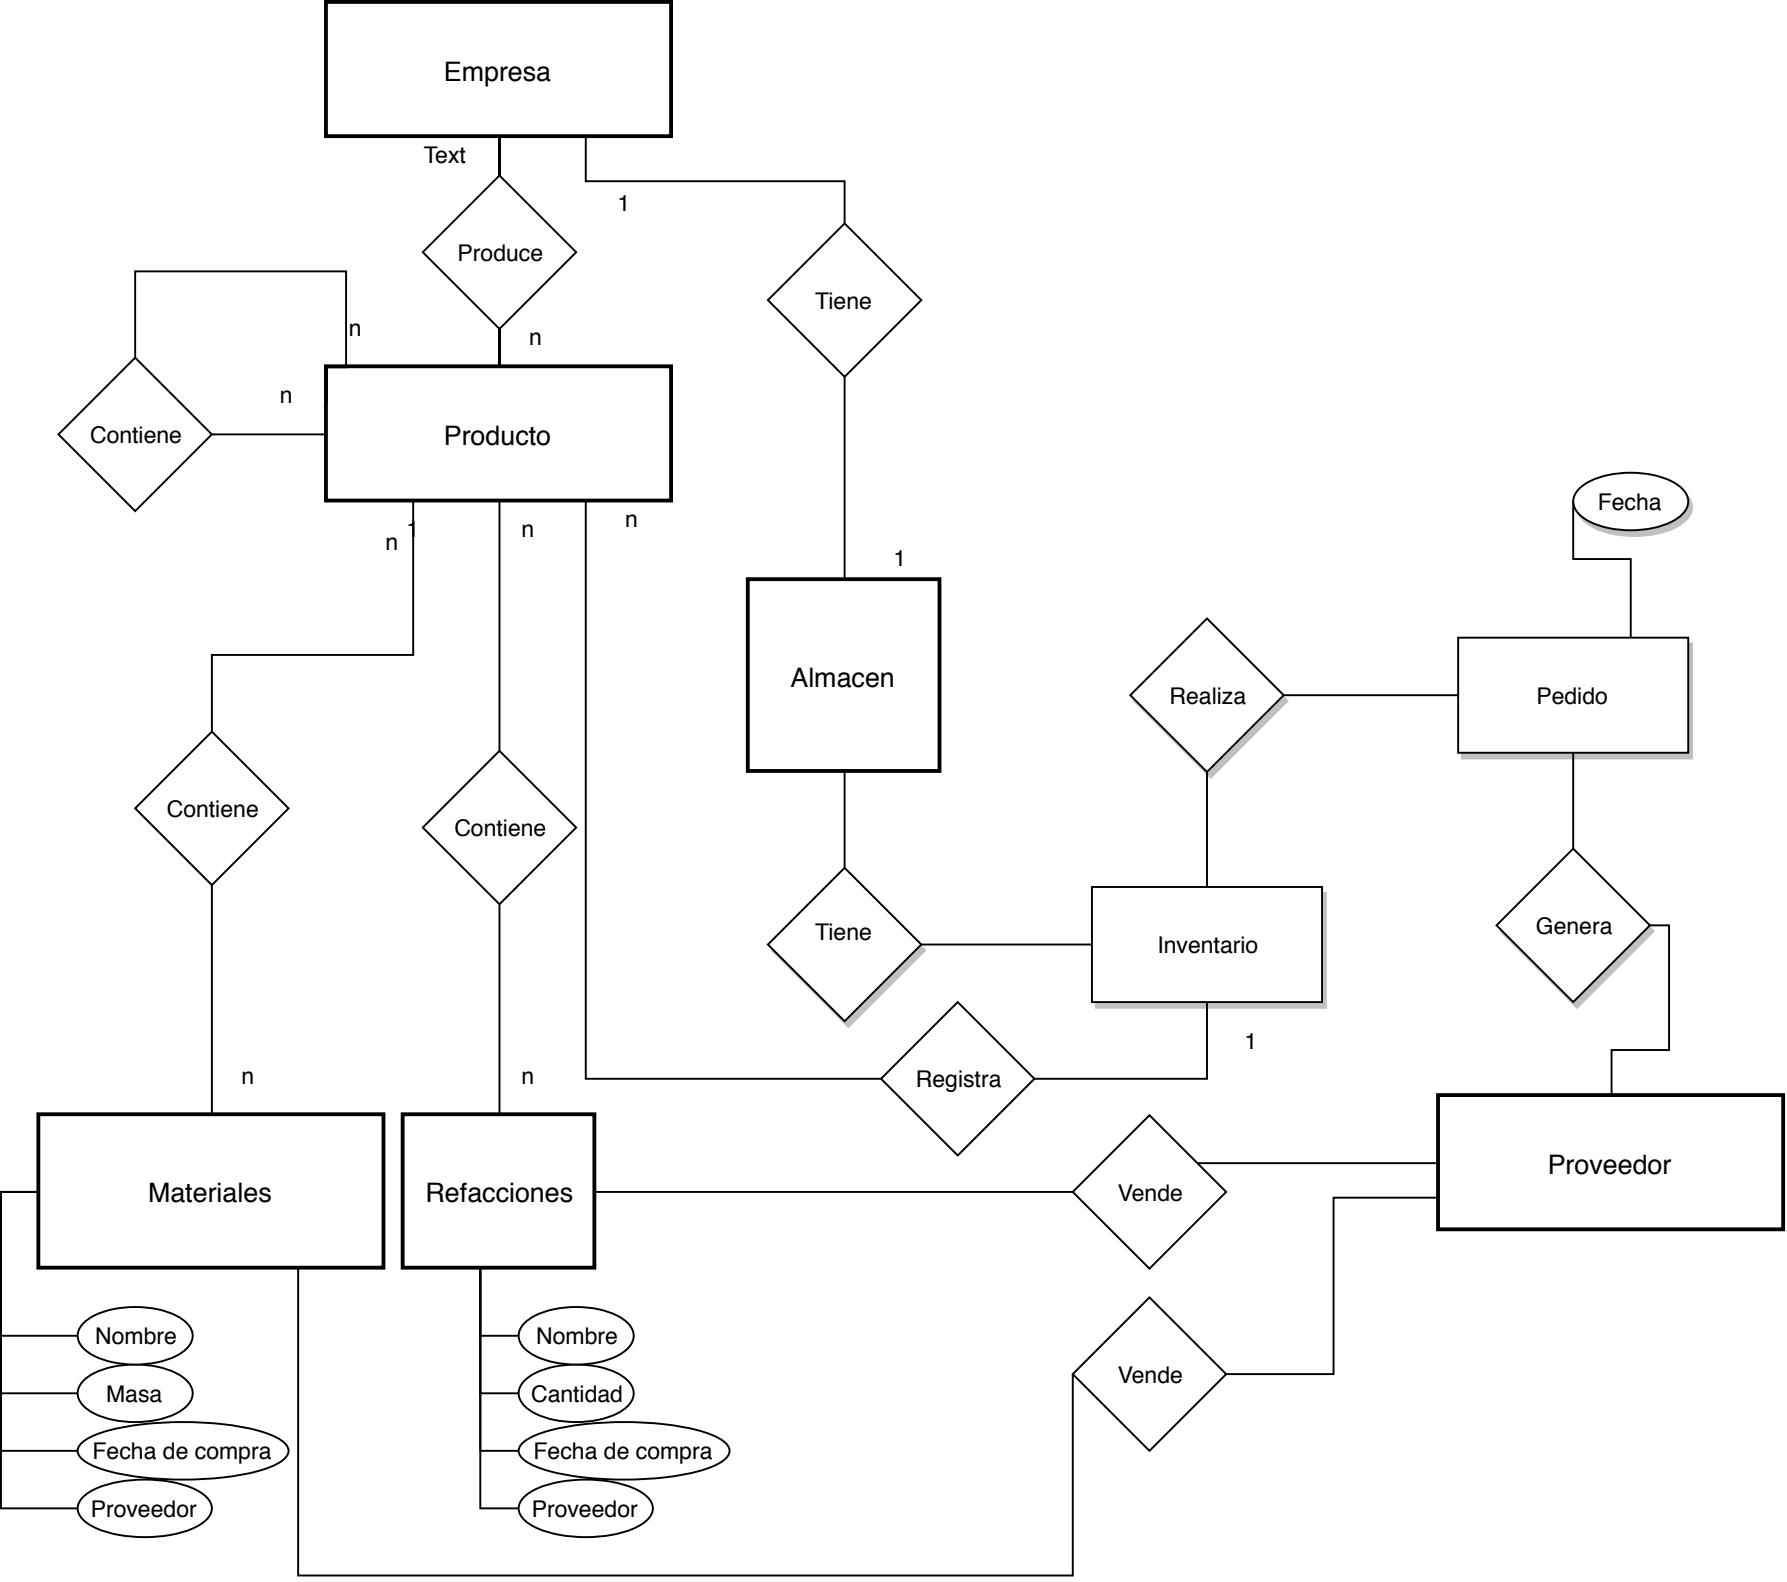 Empresa
Text
1
Produce
Tiene
n
n
n
Contiene
Producto
Fecha
n
1
n
n
1
Almacen
Realiza
Pedido
Contiene
Contiene
Tiene
Inventario
Genera
1
n
n
Registra
Materiales
Refacciones
Vende
Proveedor
Nombre
Nombre
Masa
Cantidad
Vende
Fecha de compra
Fecha de compra
Proveedor
Proveedor